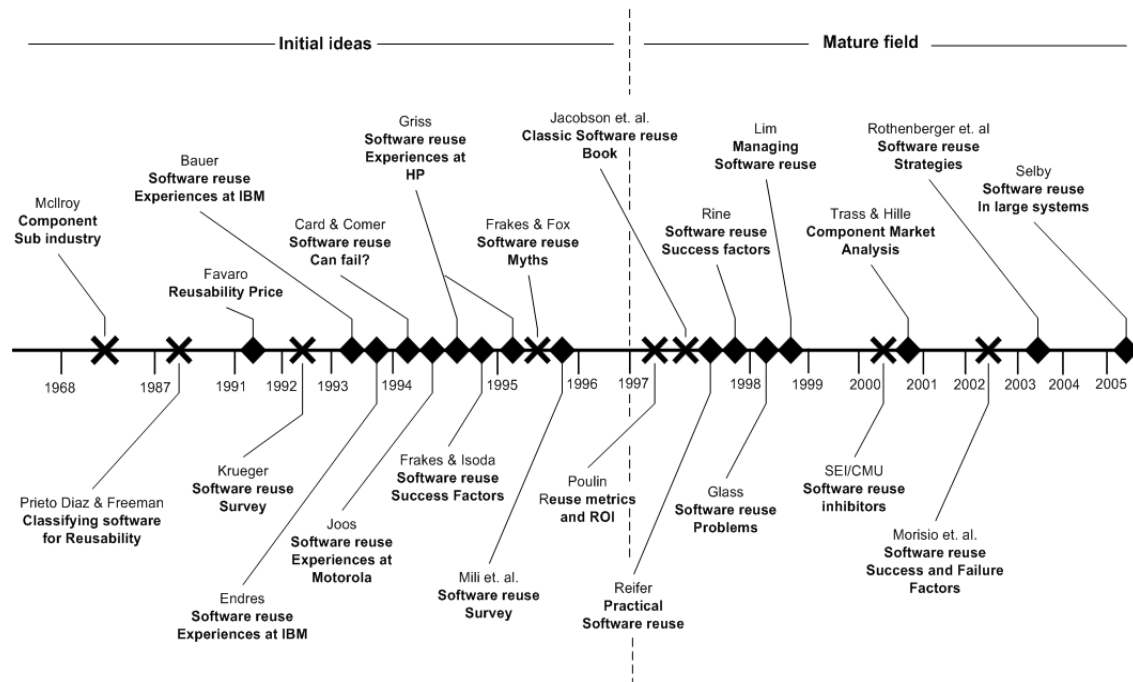 Initial ideas
Mature field
Griss
Software reuse
Experiences at
HP
Jacobson et. al.
Classic Software reuse
Book
Lim
Managing
Software reuse
Rothenberger et. al
Software reuse
Strategies
Bauer
Software reuse
Experiences at IBM
Selby
Software reuse
In large systems
McIlroy
Component
Sub industry
Card & Comer
Software reuse
Can fail?
Frakes & Fox
Software reuse
Myths
Rine
Software reuse
Success factors
Trass & Hille
Component Market
Analysis
Favaro
Reusability Price
1968
1987
1991
1992
1993
1994
1995
1996
1997
1998
1999
2000
2001
2002
2003
2004
2005
Prieto Diaz & Freeman
Classifying software
for Reusability
Krueger
Software reuse
Survey
Endres
Software reuse
Experiences at IBM
Joos
Software reuse
Experiences at
Motorola
Frakes & Isoda
Software reuse
Success Factors
Mili et. al.
Software reuse
Survey
Poulin
Reuse metrics
and ROI
Reifer
Practical
Software reuse
Glass
Software reuse
Problems
SEI/CMU
Software reuse
inhibitors
Morisio et. al.
Software reuse
Success and Failure
Factors